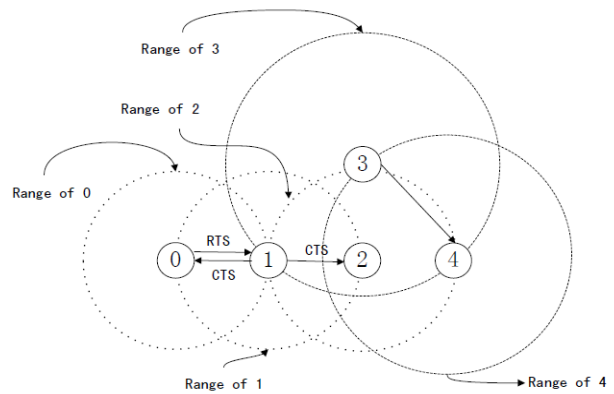 Range of 3
Range of 2
3
Range of 0
RTS
CTS
0
1
2
4
CTS
Range of 1
Range of 4